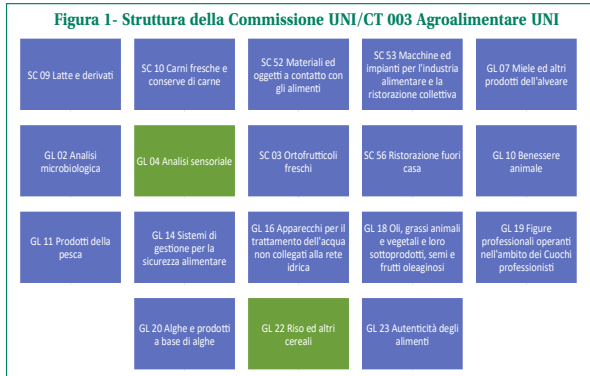 Figura 1- Struttura della Commissione UNI/CT 003 Agroalimentare UNI
SC 09 Latte e derivati
SC 10 Carni fresche e
conserve di carne
SC 52 Materiali ed
oggetti a contatto con
gli alimenti
SC 53 Macchine ed
impianti per l'industria
alimentare e la
ristorazione collettiva
GL 07 Miele ed altri
prodotti dell'alveare
GL 02 Analisi
microbiologica
GL 04 Analisi sensoriale
SC 03 Ortofrutticoli
freschi
SC 56 Ristorazione fuori
casa
GL 10 Benessere
animale
GL 11 Prodotti della
pesca
GL 14 Sistemi di
gestione per la
sicurezza alimentare
GL 16 Apparecchi per il
trattamento dell'acqua
non collegati alla rete
idrica
GL 18 Oli, grassi animali
e vegetali e loro
sottoprodotti, semi e
frutti oleaginosi
GL 19 Figure
professionali operanti
nell'ambito dei Cuochi
professionisti
GL 20 Alghe e prodotti
a base di alghe
GL 22 Riso ed altri
cereali
GL 23 Autenticità degli
alimenti